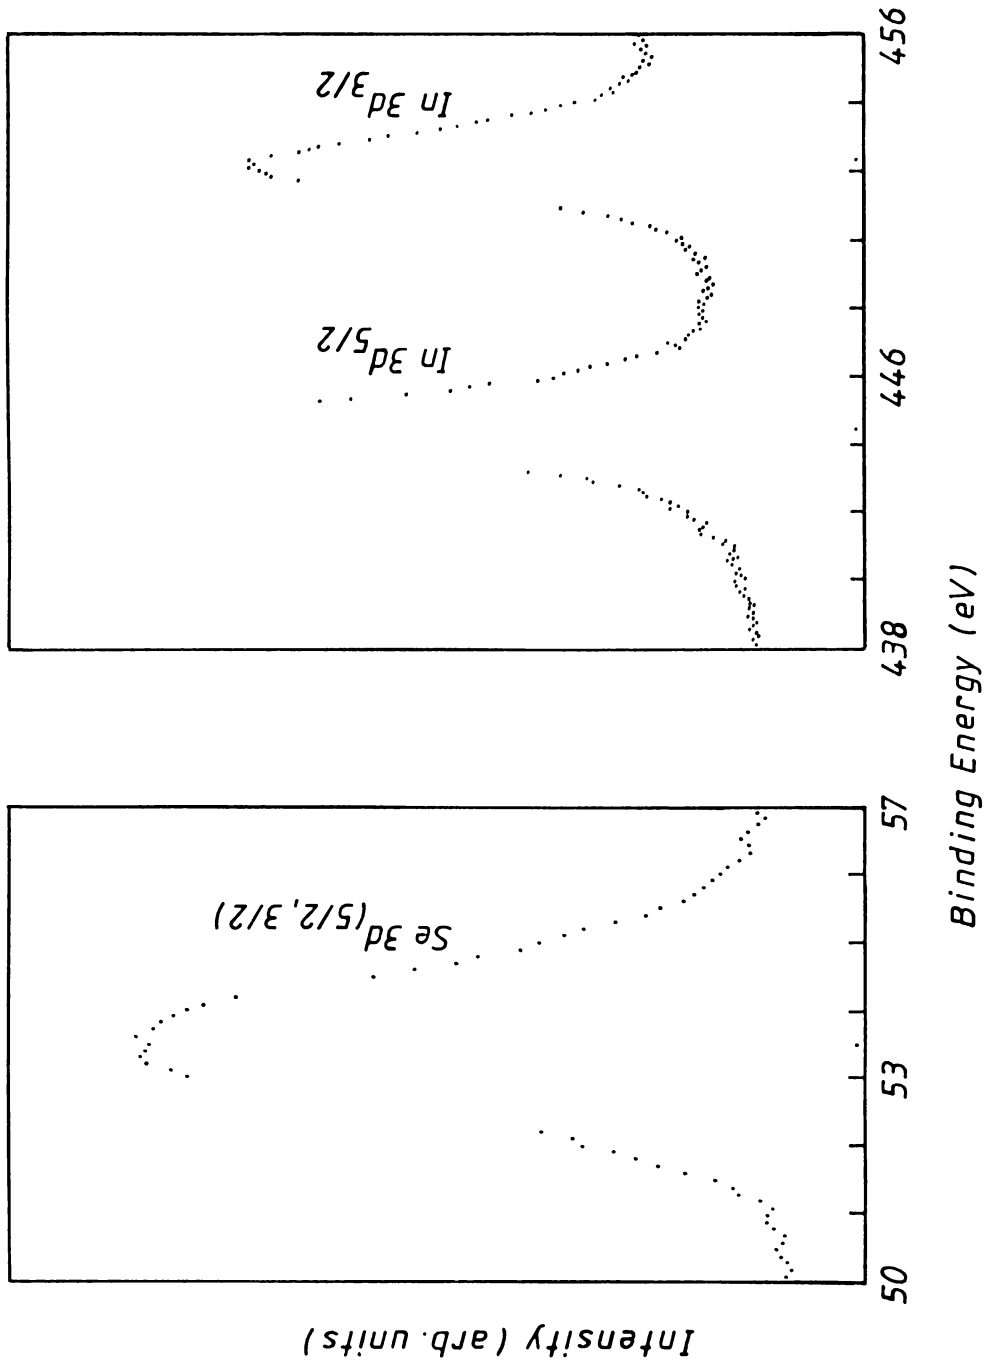 In 3d3/2
In 3d5/2
456
446
438
Se 3d(5/2, 3/2)
57
53
50
Binding Energy (eV)
Intensity (arb. units)